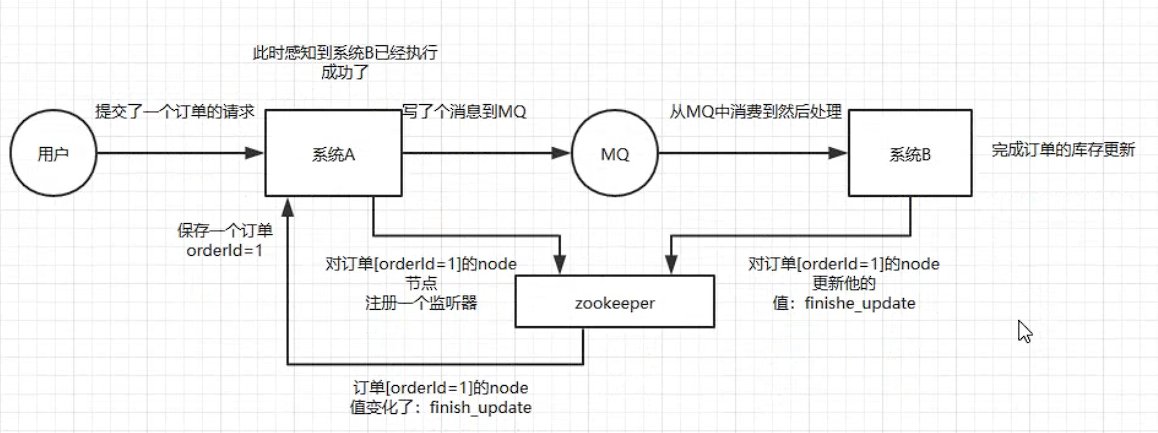 此时感知到系统B已经执行
成功了
提交了一个订单的请求
写了个消息到MQ
从MQ中消费到然后处理
用户
系统A
MQ
系统B
完成订单的库存更新
保存一个订单
orderId=1
对订单[orderId=1]的node
节点
注册一个监听器
zookeeper
对订单[orderId=1]的node
更新他的
值：finishe_update
订单[orderId=1]的node
值变化了：finish_update